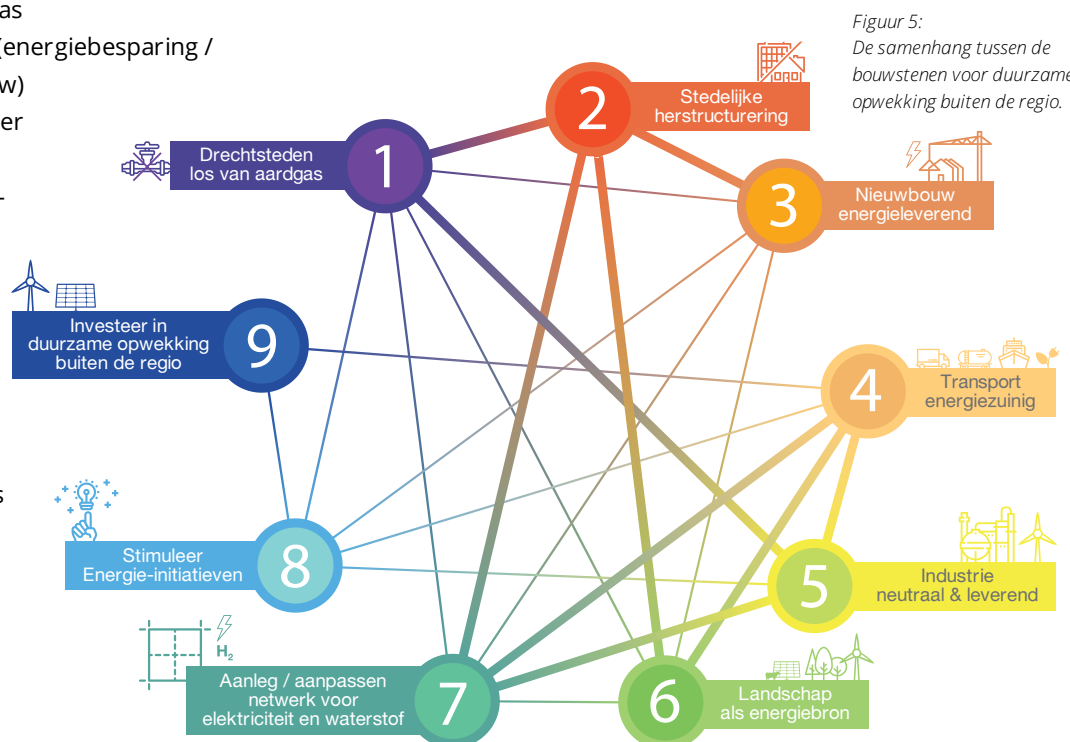 as
(energiebesparing /
w)
er
-
s
Figuur 5:
De samenhang tussen de
bouwstenen voor duurzame
opwekking buiten de regio.
1
Drechtsteden
los van aardgas
2
Stedelijke
herstructurering
3
Nieuwbouw
energieleverend
4
Transport
energiezuinig
5
Industrie
neutraal & leverend
6
Landschap
als energiebron
7
Aanleg / aanpassen
netwerk voor
elektriciteit en waterstof
H2
8
Stimuleer
Energie-initiatieven
9
Investeer in
duurzame opwekking
buiten de regio